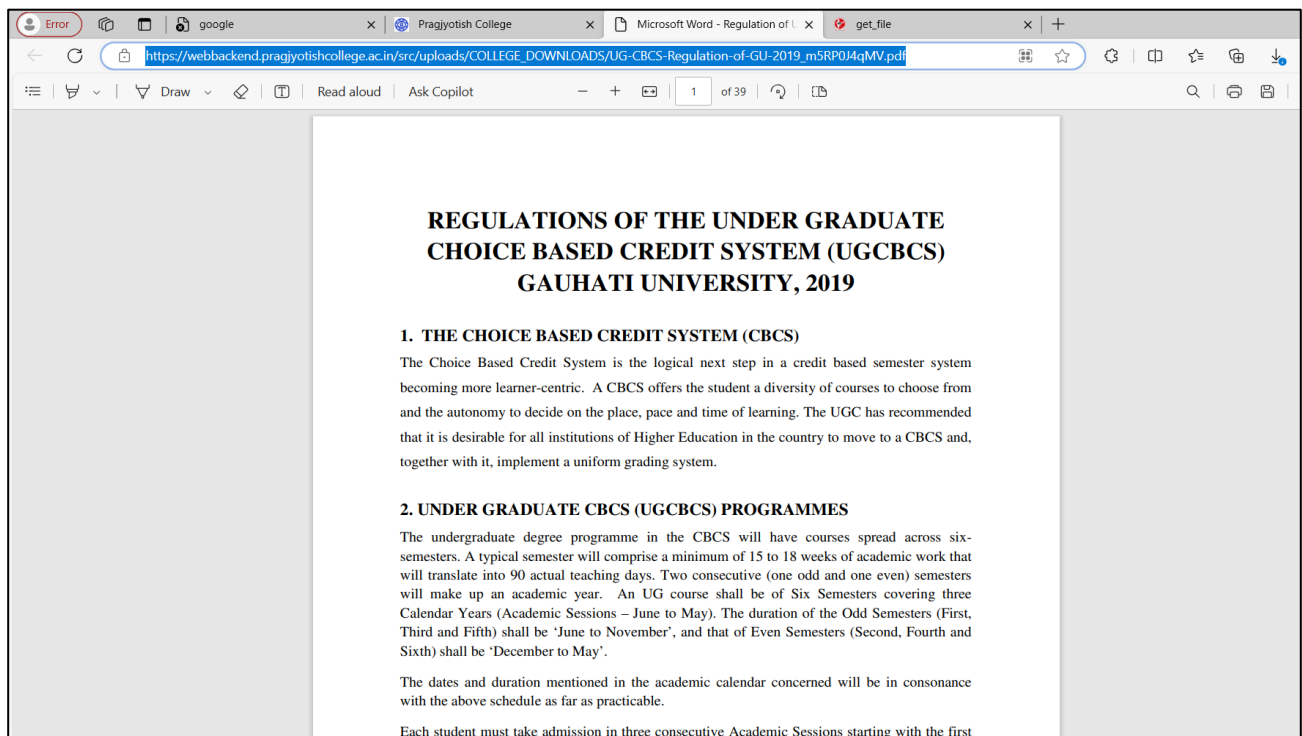 Error
google
Pragjyotish College
Microsoft Word - Regulation of U
get_file
https://webbackend.pragjyotishcollege.ac.in/src/uploads/COLLEGE_DOWNLOADS/UG-CBCS-Regulation-of-GU-2019_m5RP0J4qMV.pdf
Draw
Read aloud
Ask Copilot
1 of 39
REGULATIONS OF THE UNDER GRADUATE
CHOICE BASED CREDIT SYSTEM (UGCBCS)
GAUHATI UNIVERSITY, 2019
1. THE CHOICE BASED CREDIT SYSTEM (CBCS)
The Choice Based Credit System is the logical next step in a credit based semester system
becoming more learner-centric. A CBCS offers the student a diversity of courses to choose from
and the autonomy to decide on the place, pace and time of learning. The UGC has recommended
that it is desirable for all institutions of Higher Education in the country to move to a CBCS and,
together with it, implement a uniform grading system.
2. UNDER GRADUATE CBCS (UGCBCS) PROGRAMMES
The undergraduate degree programme in the CBCS will have courses spread across six-
semesters. A typical semester will comprise a minimum of 15 to 18 weeks of academic work that
will translate into 90 actual teaching days. Two consecutive (one odd and one even) semesters
will make up an academic year. An UG course shall be of Six Semesters covering three
Calendar Years (Academic Sessions – June to May). The duration of the Odd Semesters (First,
Third and Fifth) shall be ‘June to November’, and that of Even Semesters (Second, Fourth and
Sixth) shall be ‘December to May’.
The dates and duration mentioned in the academic calendar concerned will be in consonance
with the above schedule as far as practicable.
Each student must take admission in three consecutive Academic Sessions starting with the first